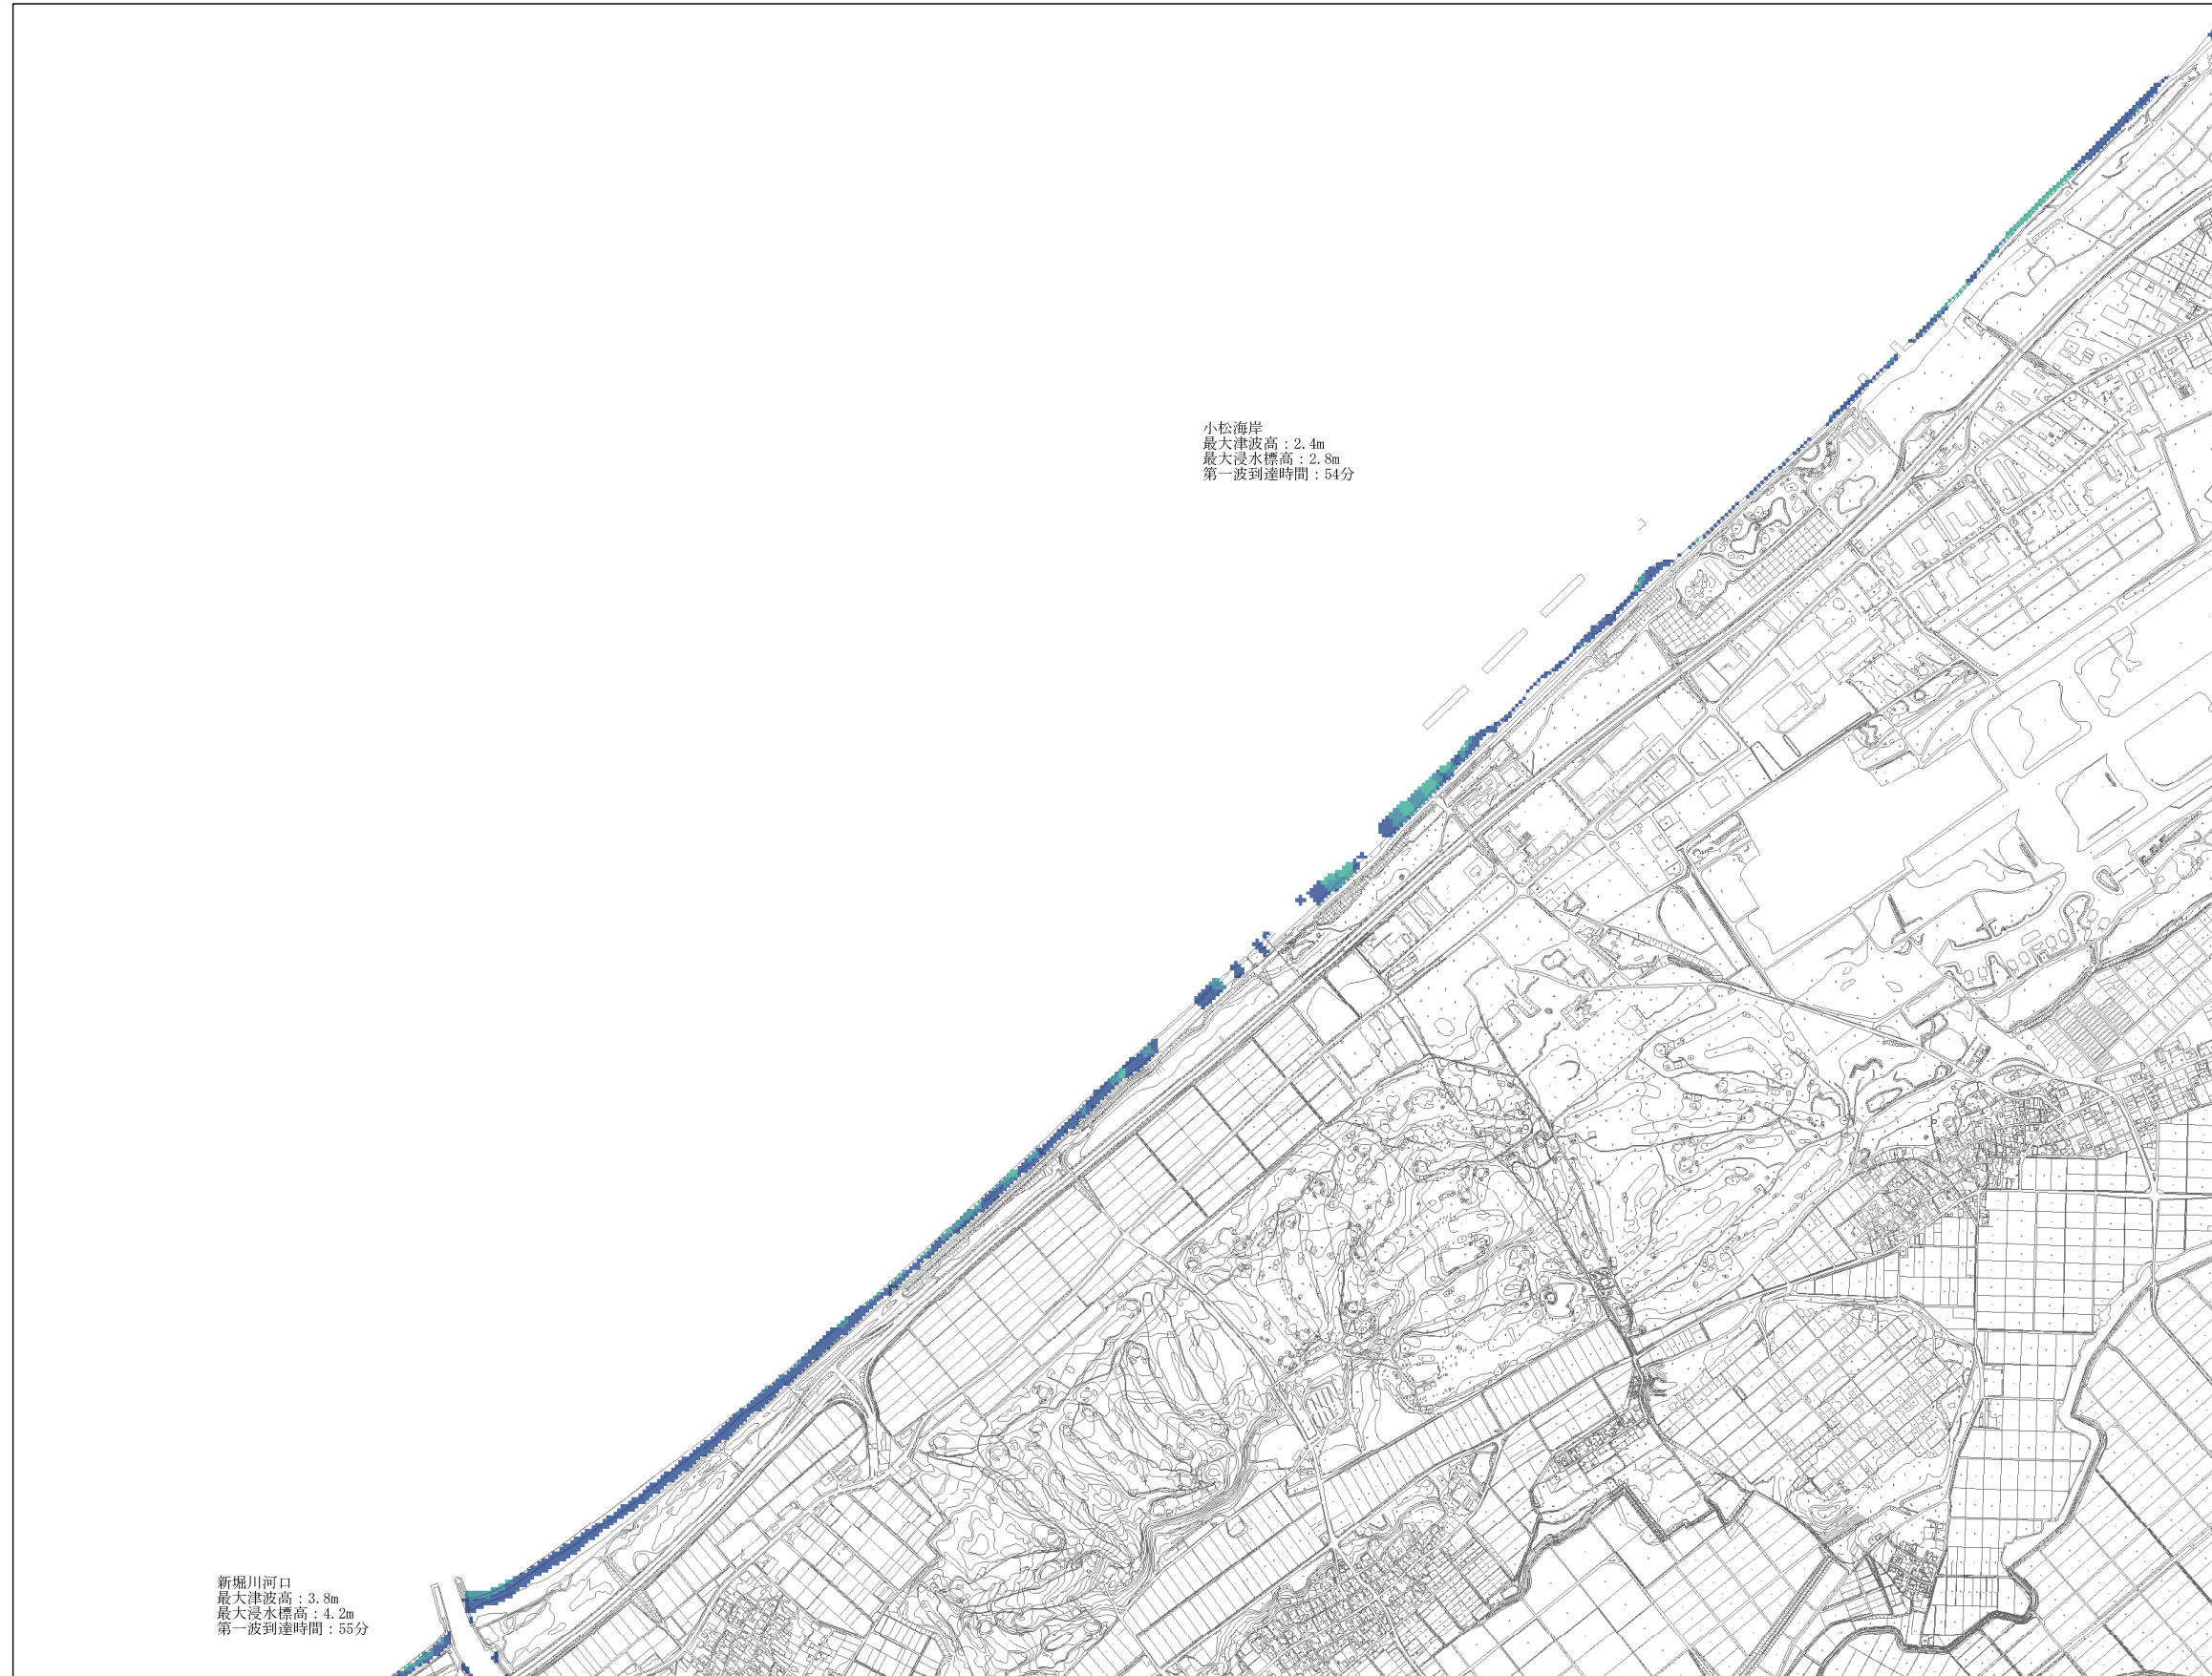 小松海岸
最大津波高：2.4m
最大浸水標高：2.8m
第一波到達時間：54分
新堀川河口
最大津波高：3.8m
最大浸水標高：4.2m
第一波到達時間：55分